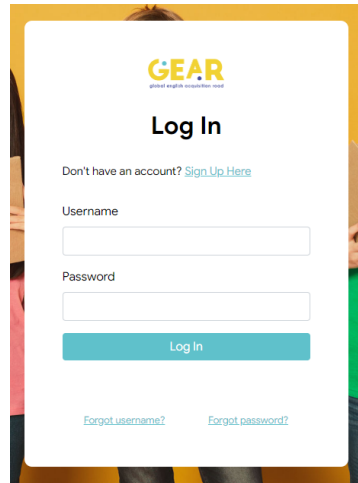 GEAR
global english acquisition road
Log In
Don't have an account? Sign Up Here
Username
Password
Log In
Forgot username? Forgot password?